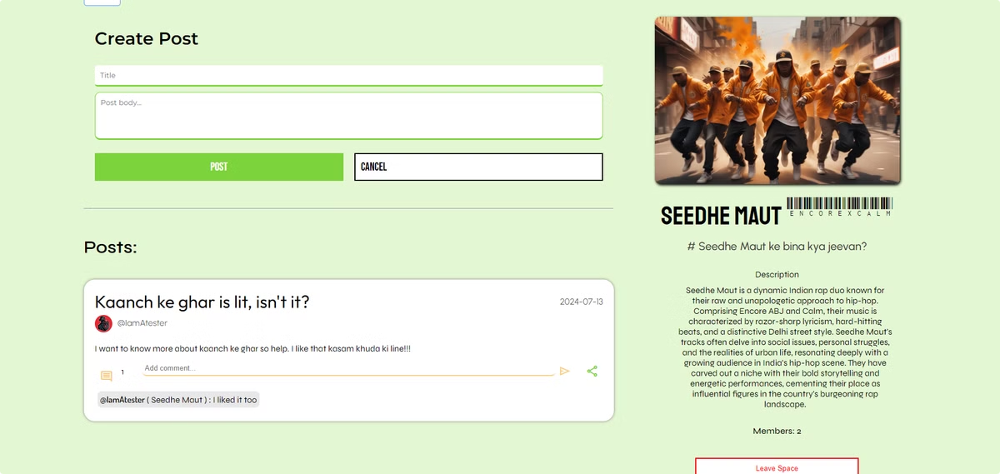 Create Post
Title
Post body...
POST
CANCEL
Posts:
Kaanch ke ghar is lit, isn't it?
2024-07-13
@IamAtester
I want to know more about kaanch ke ghar so help. I like that kasam khuda ki line!!!
1
Add comment...
@IamAtester ( Seedhe Maut ) : I liked it too
SEEDHE MAUT
ENCOREXCALM
# Seedhe Maut ke bina kya jeevan?
Description
Seedhe Maut is a dynamic Indian rap duo known for
their raw and unapologetic approach to hip-hop.
Comprising Encore ABJ and Calm, their music is
characterized by razor-sharp lyricism, hard-hitting
beats, and a distinctive Delhi street style. Seedhe Maut's
tracks often delve into social issues, personal struggles,
and the realities of urban life, resonating deeply with a
growing audience in India's hip-hop scene. They have
carved out a niche with their bold storytelling and
energetic performances, cementing their place as
influential figures in the country's burgeoning rap
landscape.
Members: 2
Leave Space